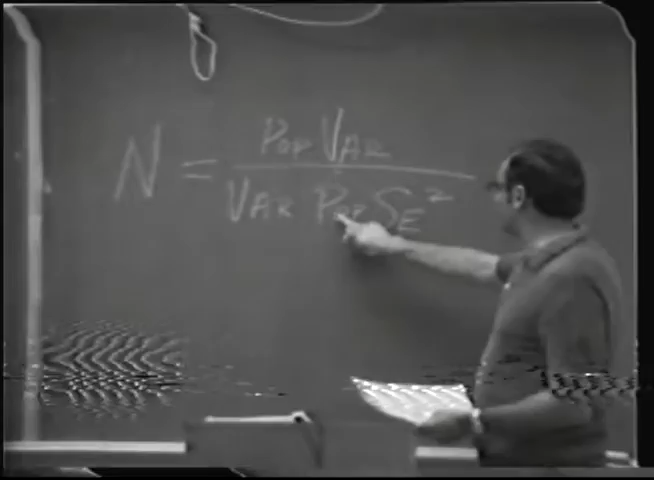 N = Pop Var
Var Pop SE²